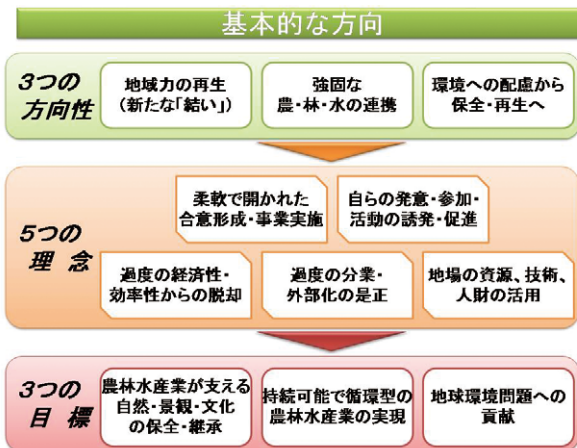 基本的な方向
3つの
方向性
地域力の再生
(新たな「結い」)
強固な
農・林・水の連携
環境への配慮から
保全・再生へ
5つの
理念
柔軟で開かれた
合意形成・事業実施
自らの発意・参加・
活動の誘発・促進
過度の経済性・
効率性からの脱却
過度の分業・
外部化の是正
地場の資源、技術、
人財の活用
3つの
目標
農林水産業が支える
自然・景観・文化
の保全・継承
持続可能で循環型の
農林水産業の実現
地球環境問題への
貢献